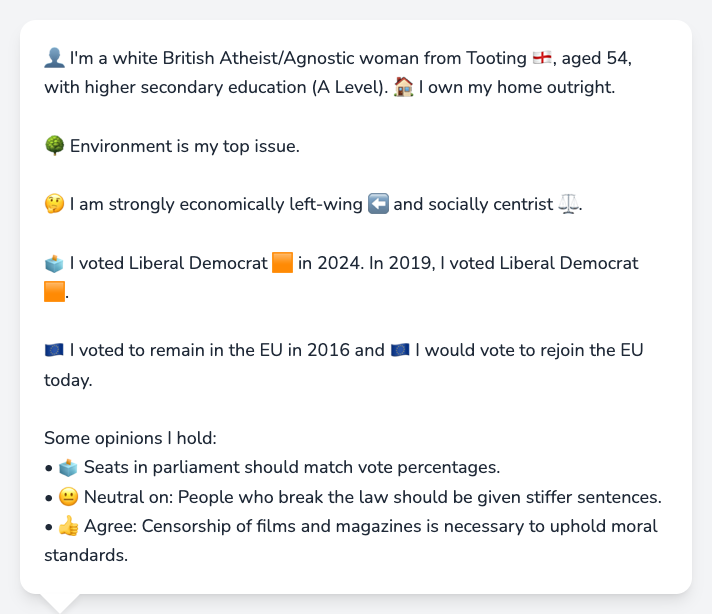 👤 I'm a white British Atheist/Agnostic woman from Tooting 🏴󠁧󠁢󠁥󠁮󠁧󠁿, aged 54,
with higher secondary education (A Level). 🏠 I own my home outright.
🌳 Environment is my top issue.
🤔 I am strongly economically left-wing ⬅️ and socially centrist ⚖️.
🗳️ I voted Liberal Democrat 🟧 in 2024. In 2019, I voted Liberal Democrat
🟧.
🇪🇺 I voted to remain in the EU in 2016 and 🇪🇺 I would vote to rejoin the EU
today.
Some opinions I hold:
• 🗳️ Seats in parliament should match vote percentages.
• 😐 Neutral on: People who break the law should be given stiffer sentences.
• 👍 Agree: Censorship of films and magazines is necessary to uphold moral
standards.